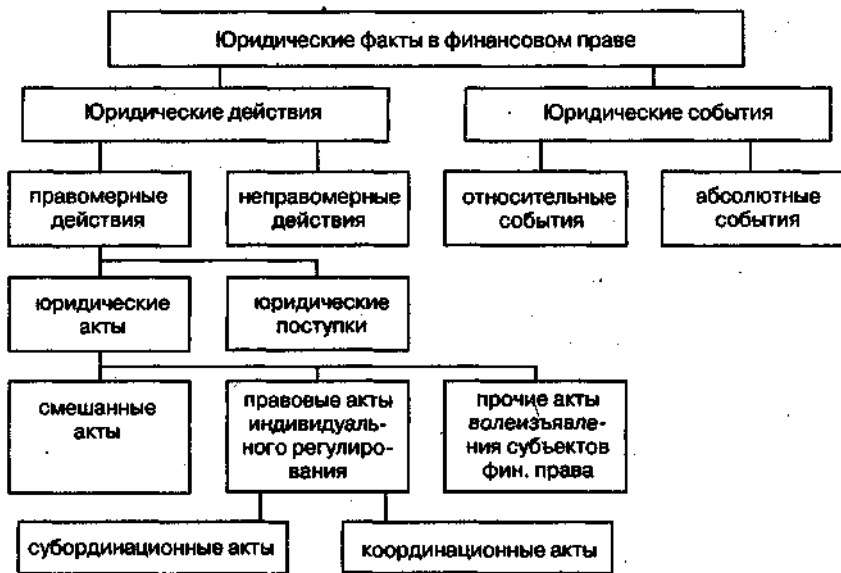 Юридические факты в финансовом праве
Юридические действия
Юридические события
правомерные
действия
неправомерные
действия
относительные
события
абсолютные
события
юридические
акты
юридические
поступки
смешанные
акты
правовые акты
индивидуаль-
ного регулиро-
вания
прочие акты
волеизъявле-
ния субъектов
фин. права
субординационные акты
координационные акты